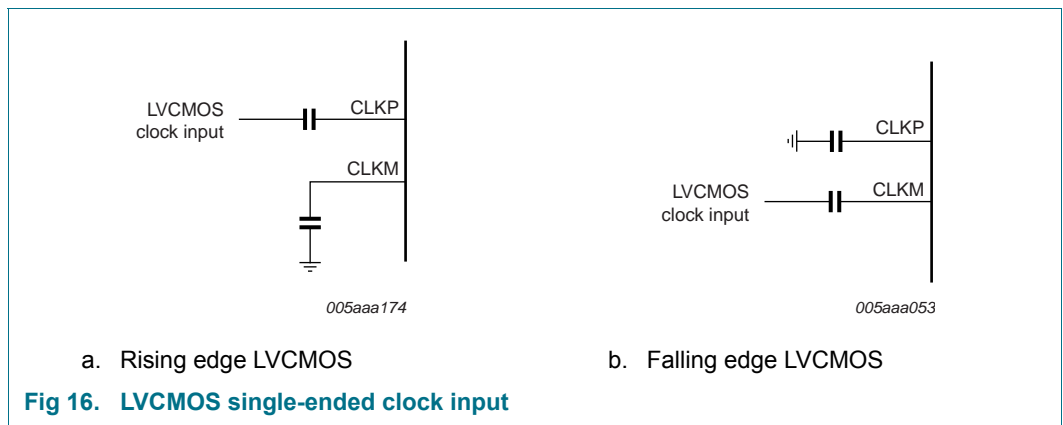 LVCMOS
clock input
CLKP
CLKM
005aaa174
a. Rising edge LVCMOS
CLKP
LVCMOS
clock input
CLKM
005aaa053
b. Falling edge LVCMOS
Fig 16. LVCMOS single-ended clock input